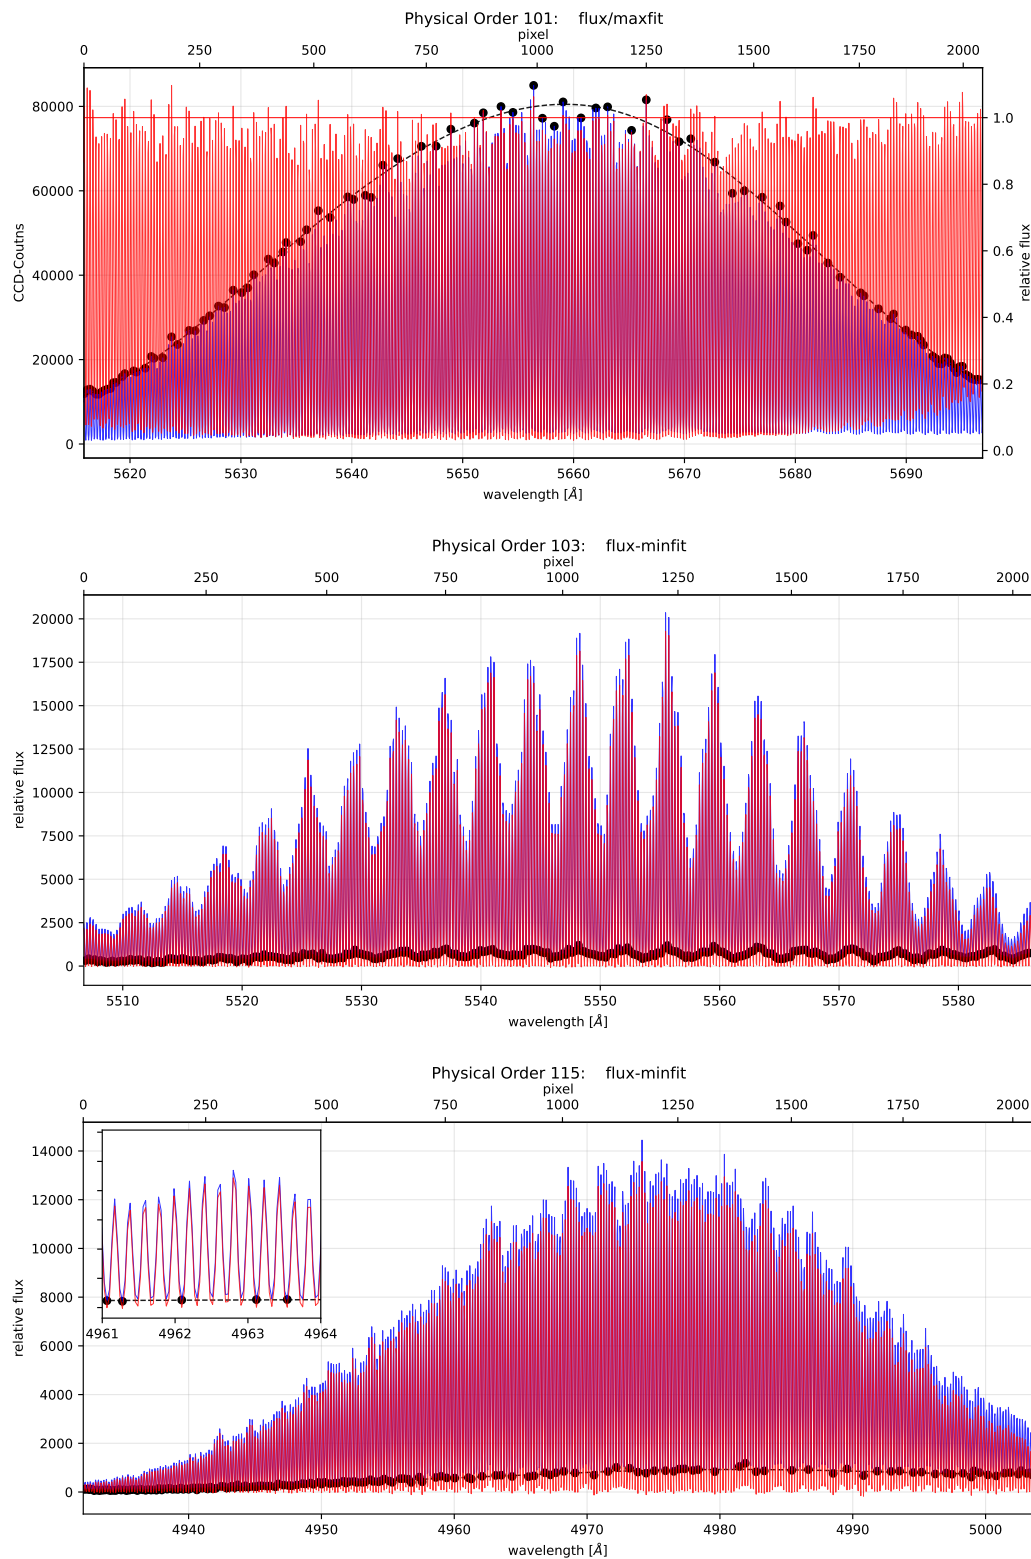 Physical Order 101: flux/maxfit
pixel
0 250 500 750 1000 1250 1500 1750 2000
80000
60000
40000
20000
0
CCD-Coutns
1.0
0.8
0.6
0.4
0.2
0.0
relative flux
5620 5630 5640 5650 5660 5670 5680 5690
wavelength [Å]
Physical Order 103: flux-minfit
pixel
0 250 500 750 1000 1250 1500 1750 2000
20000
17500
15000
12500
10000
7500
5000
2500
0
relative flux
5510 5520 5530 5540 5550 5560 5570 5580
wavelength [Å]
Physical Order 115: flux-minfit
pixel
0 250 500 750 1000 1250 1500 1750 2000
14000
12000
10000
8000
6000
4000
2000
0
relative flux
4961 4962 4963 4964
4940 4950 4960 4970 4980 4990 5000
wavelength [Å]